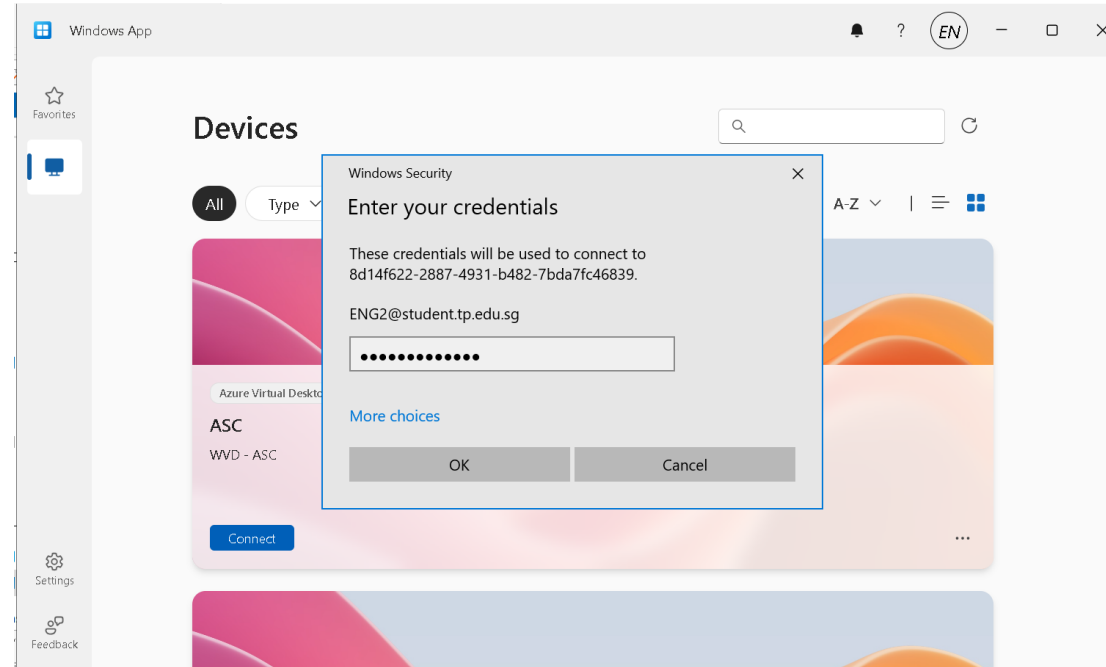 Windows App
?
EN
Favorites
Devices
All
Type
A-Z
Windows Security
Enter your credentials
These credentials will be used to connect to
8d14f622-2887-4931-b482-7bda7fc46839.
ENG2@student.tp.edu.sg
More choices
OK
Cancel
Azure Virtual Deskto
ASC
WVD - ASC
Connect
Settings
Feedback